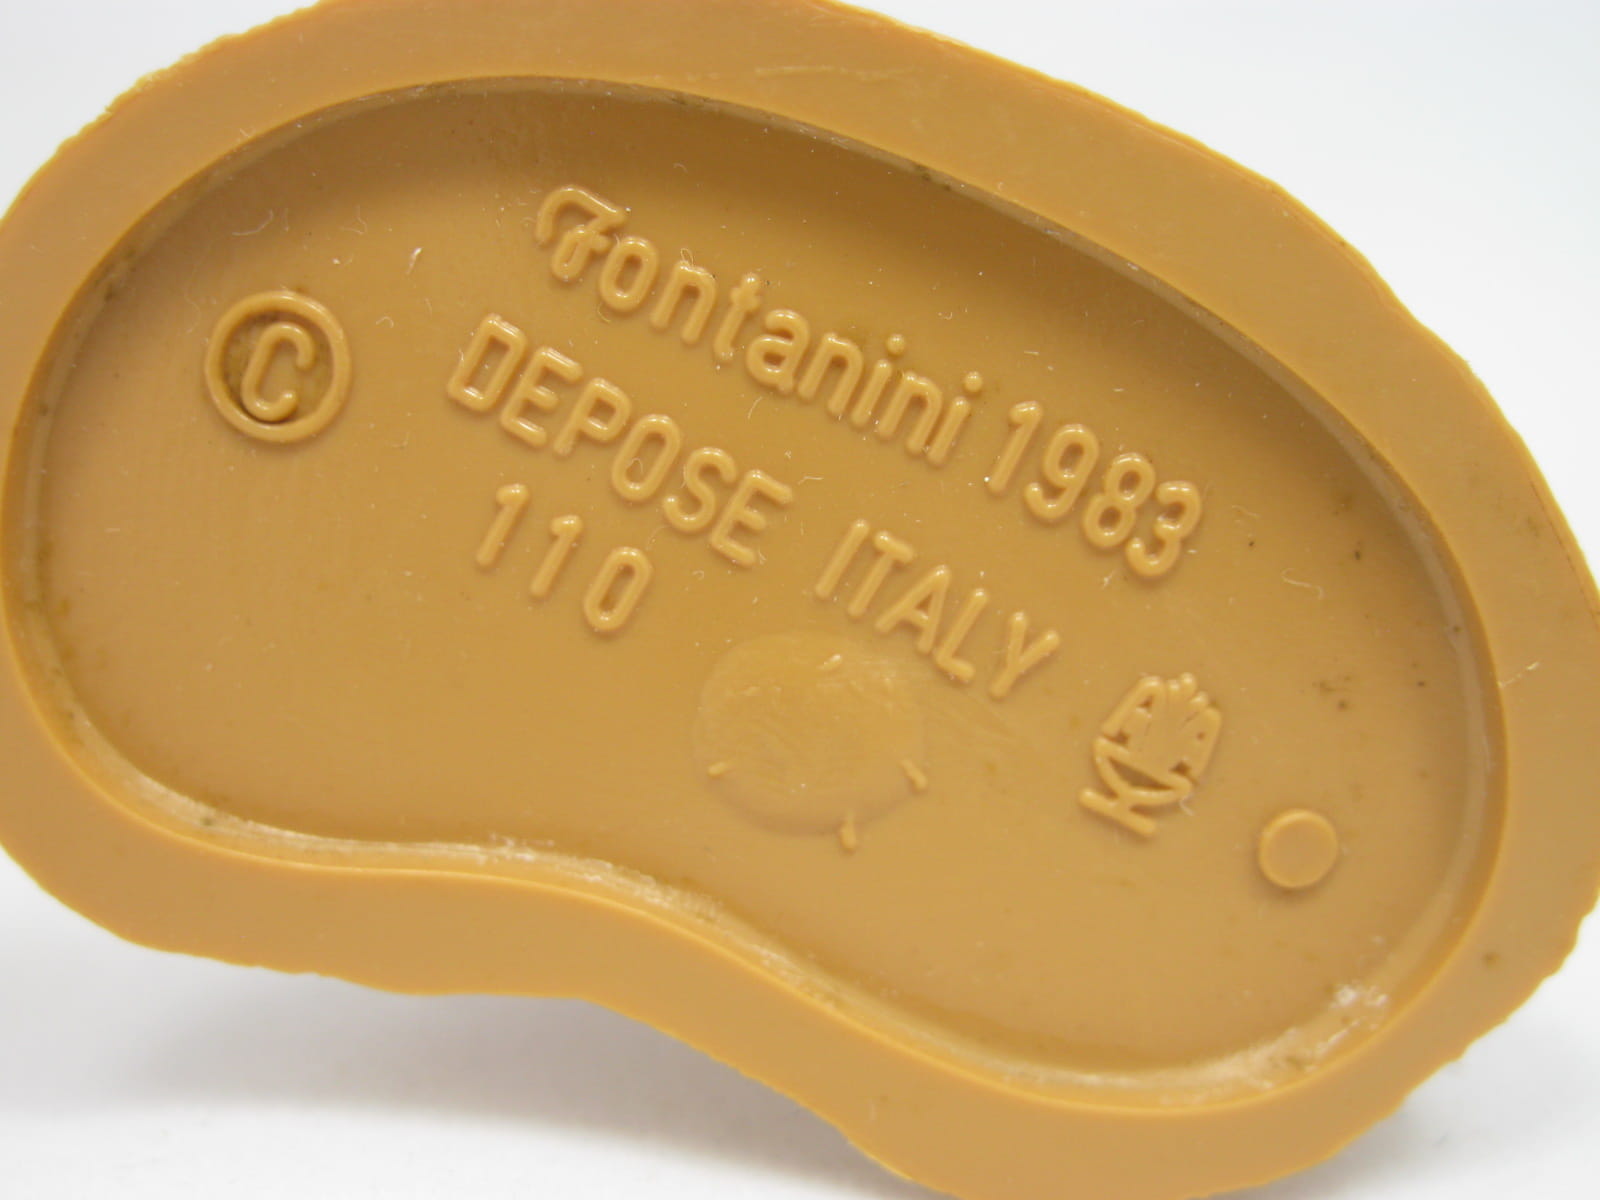 © Fontanini 1983
DEPOSE ITALY
110